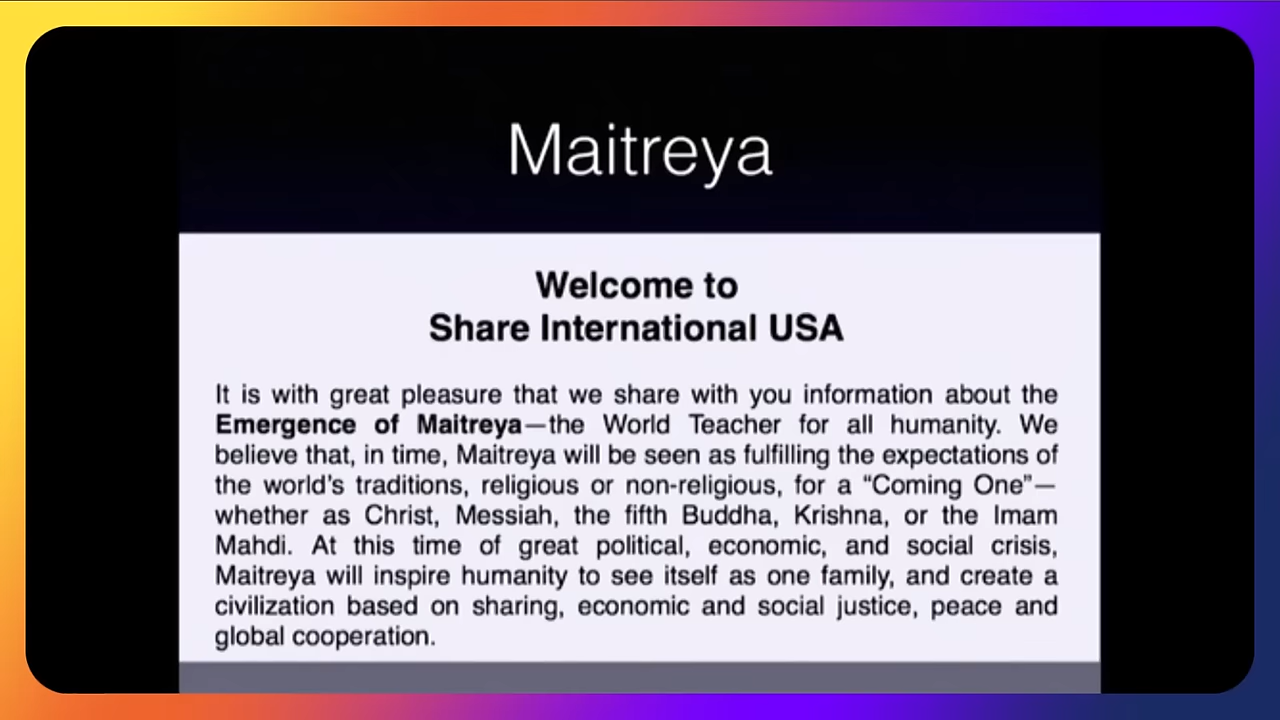 Maitreya
Welcome to
Share International USA
It is with great pleasure that we share with you information about the
Emergence of Maitreya—the World Teacher for all humanity. We
believe that, in time, Maitreya will be seen as fulfilling the expectations of
the world's traditions, religious or non-religious, for a “Coming One”—
whether as Christ, Messiah, the fifth Buddha, Krishna, or the Imam
Mahdi. At this time of great political, economic, and social crisis,
Maitreya will inspire humanity to see itself as one family, and create a
civilization based on sharing, economic and social justice, peace and
global cooperation.